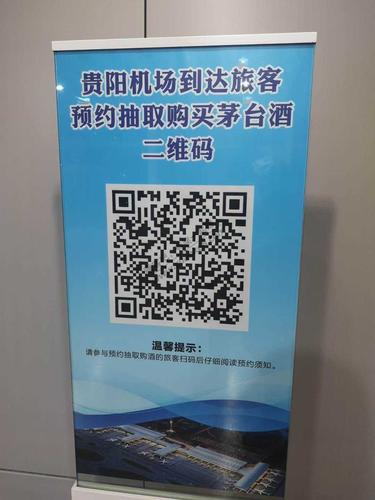 贵阳机场到达旅客
预约抽取购买茅台酒
二维码
温馨提示：
请参与预约抽取购酒的旅客扫码后仔细阅读预约须知。